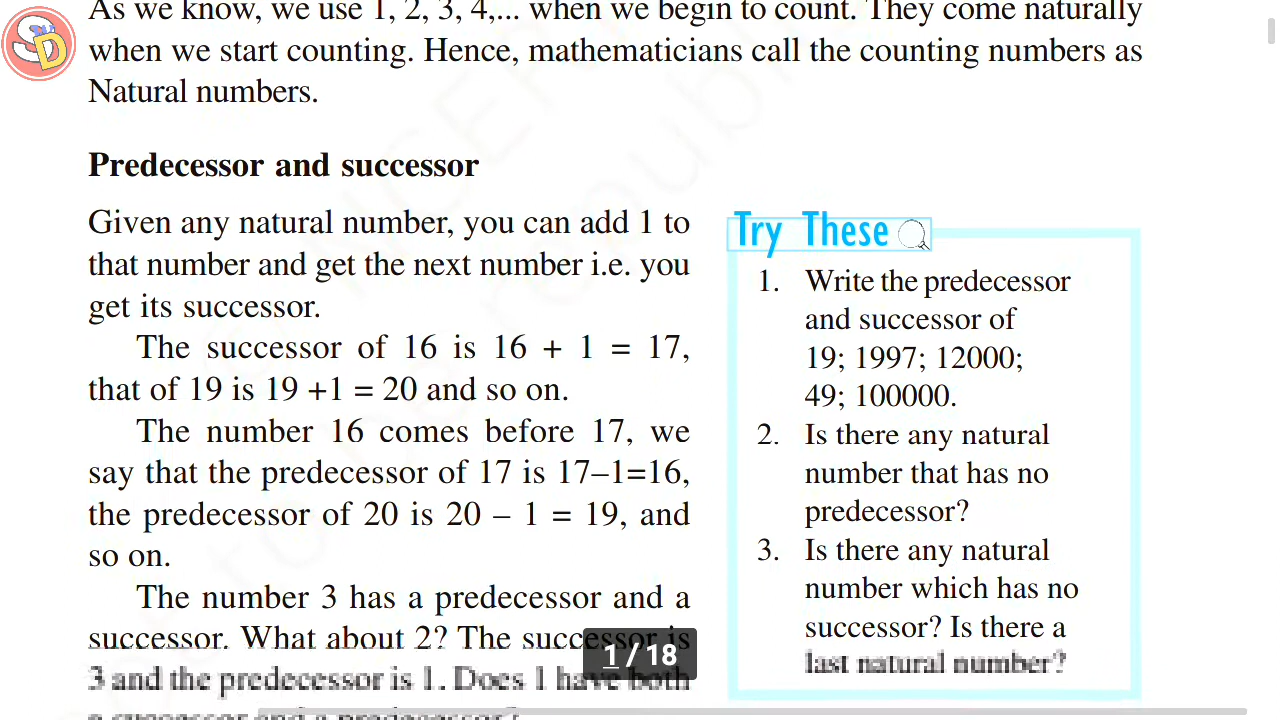 As we know, we use 1, 2, 3, 4,... when we begin to count. They come naturally
when we start counting. Hence, mathematicians call the counting numbers as
Natural numbers.
Predecessor and successor
Given any natural number, you can add 1 to
that number and get the next number i.e. you
get its successor.
The successor of 16 is 16 + 1 = 17,
that of 19 is 19 +1 = 20 and so on.
The number 16 comes before 17, we
say that the predecessor of 17 is 17–1=16,
the predecessor of 20 is 20 – 1 = 19, and
so on.
The number 3 has a predecessor and a
successor. What about 2? The successor is
3 and the predecessor is 1. Does 1 have both
a successor and a predecessor?
Try These
1. Write the predecessor
and successor of
19; 1997; 12000;
49; 100000.
2. Is there any natural
number that has no
predecessor?
3. Is there any natural
number which has no
successor? Is there a
last natural number?
1 / 18
SD